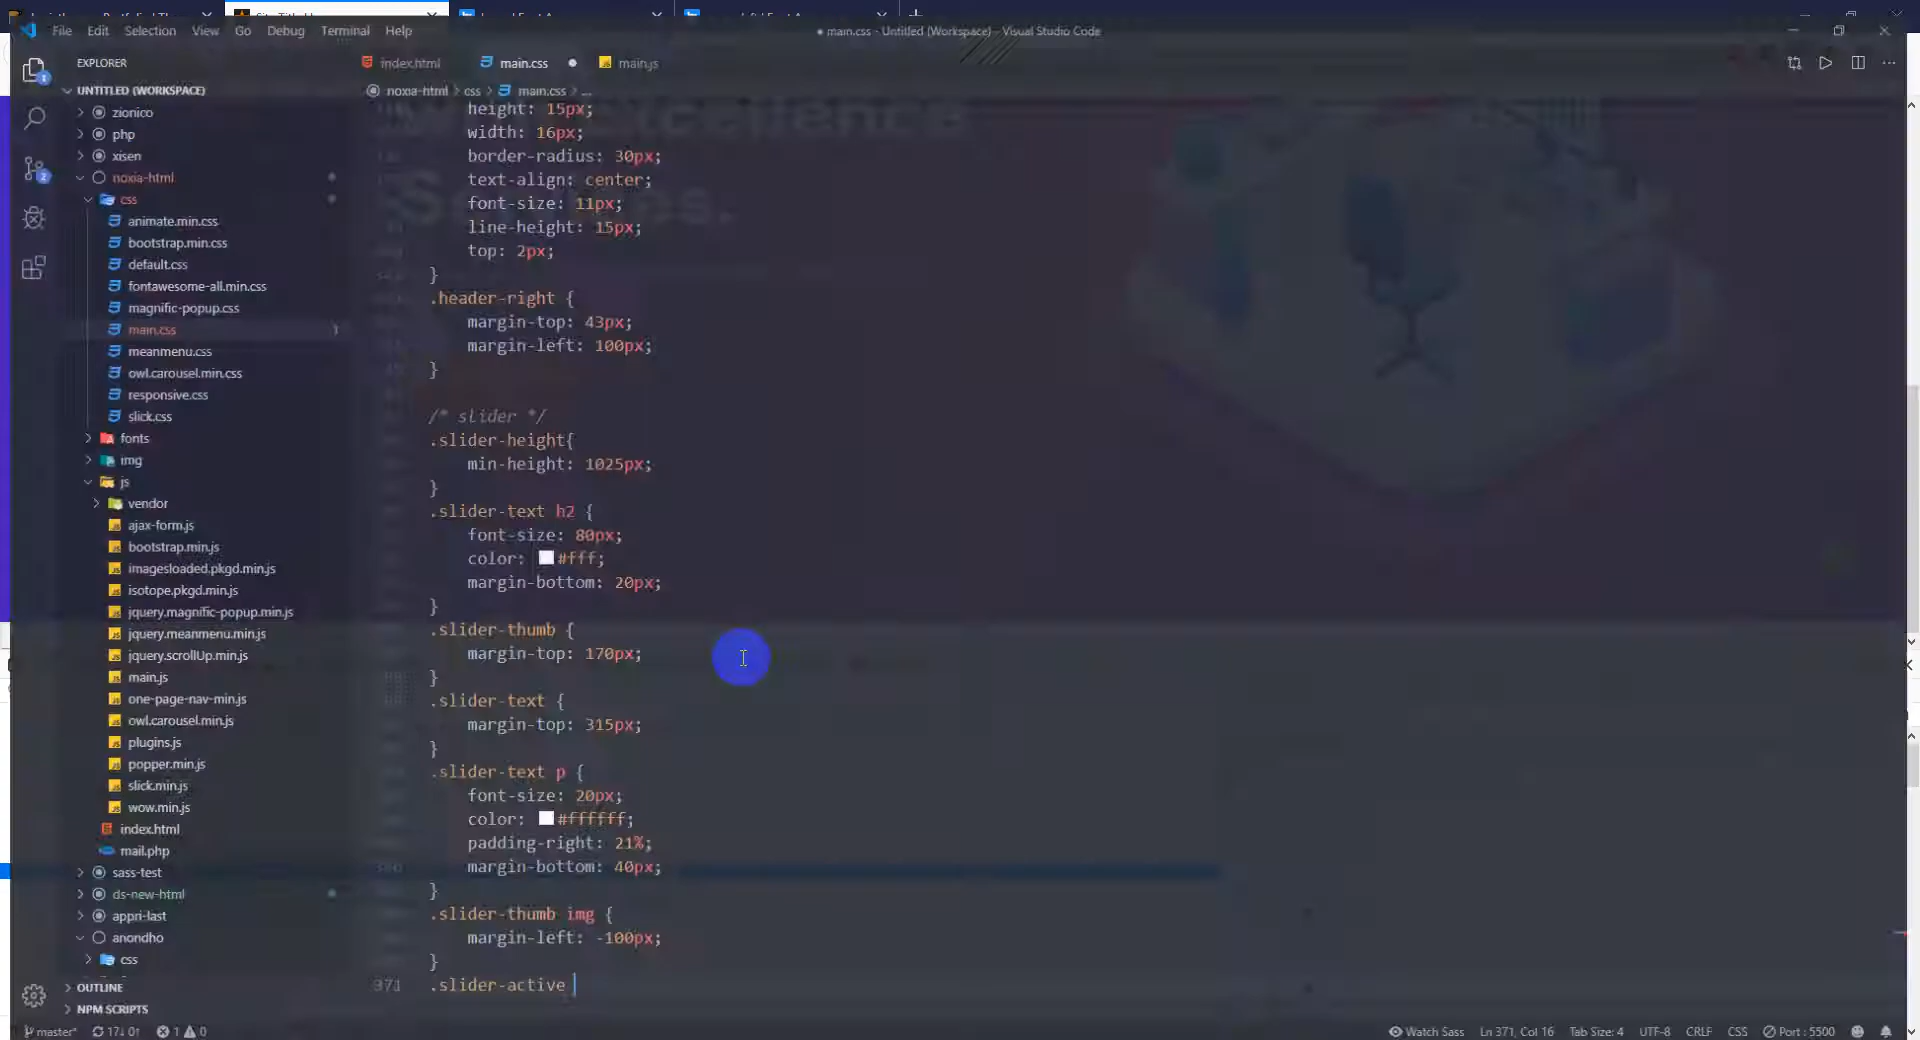 File Edit Selection View Go Debug Terminal Help
main.css - Untitled (Workspace) - Visual Studio Code
EXPLORER
index.html
main.css
main.js
UNTITLED (WORKSPACE)
noxia-html > css > main.css > ...
zionico
php
xisen
noxia-html
css
animate.min.css
bootstrap.min.css
default.css
fontawesome-all.min.css
magnific-popup.css
main.css 1
meanmenu.css
owl.carousel.min.css
responsive.css
slick.css
fonts
img
js
vendor
ajax-form.js
bootstrap.min.js
imagesloaded.pkgd.min.js
isotope.pkgd.min.js
jquery.magnific-popup.min.js
jquery.meanmenu.min.js
jquery.scrollUp.min.js
main.js
one-page-nav-min.js
owl.carousel.min.js
plugins.js
popper.min.js
slick.min.js
wow.min.js
index.html
mail.php
sass-test
ds-new-html
appri-last
anondho
css
OUTLINE
NPM SCRIPTS
height: 15px;
width: 16px;
border-radius: 30px;
text-align: center;
font-size: 11px;
line-height: 15px;
top: 2px;
}
.header-right {
margin-top: 43px;
margin-left: 100px;
}
/* slider */
.slider-height{
min-height: 1025px;
}
.slider-text h2 {
font-size: 80px;
color: #fff;
margin-bottom: 20px;
}
.slider-thumb {
margin-top: 170px;
}
.slider-text {
margin-top: 315px;
}
.slider-text p {
font-size: 20px;
color: #ffffff;
padding-right: 21%;
margin-bottom: 40px;
}
.slider-thumb img {
margin-left: -100px;
}
371 .slider-active
Excellence
Services.
master* 17↓ 0↑ 1 0
Watch Sass Ln 371, Col 16 Tab Size: 4 UTF-8 CRLF CSS Port : 5500